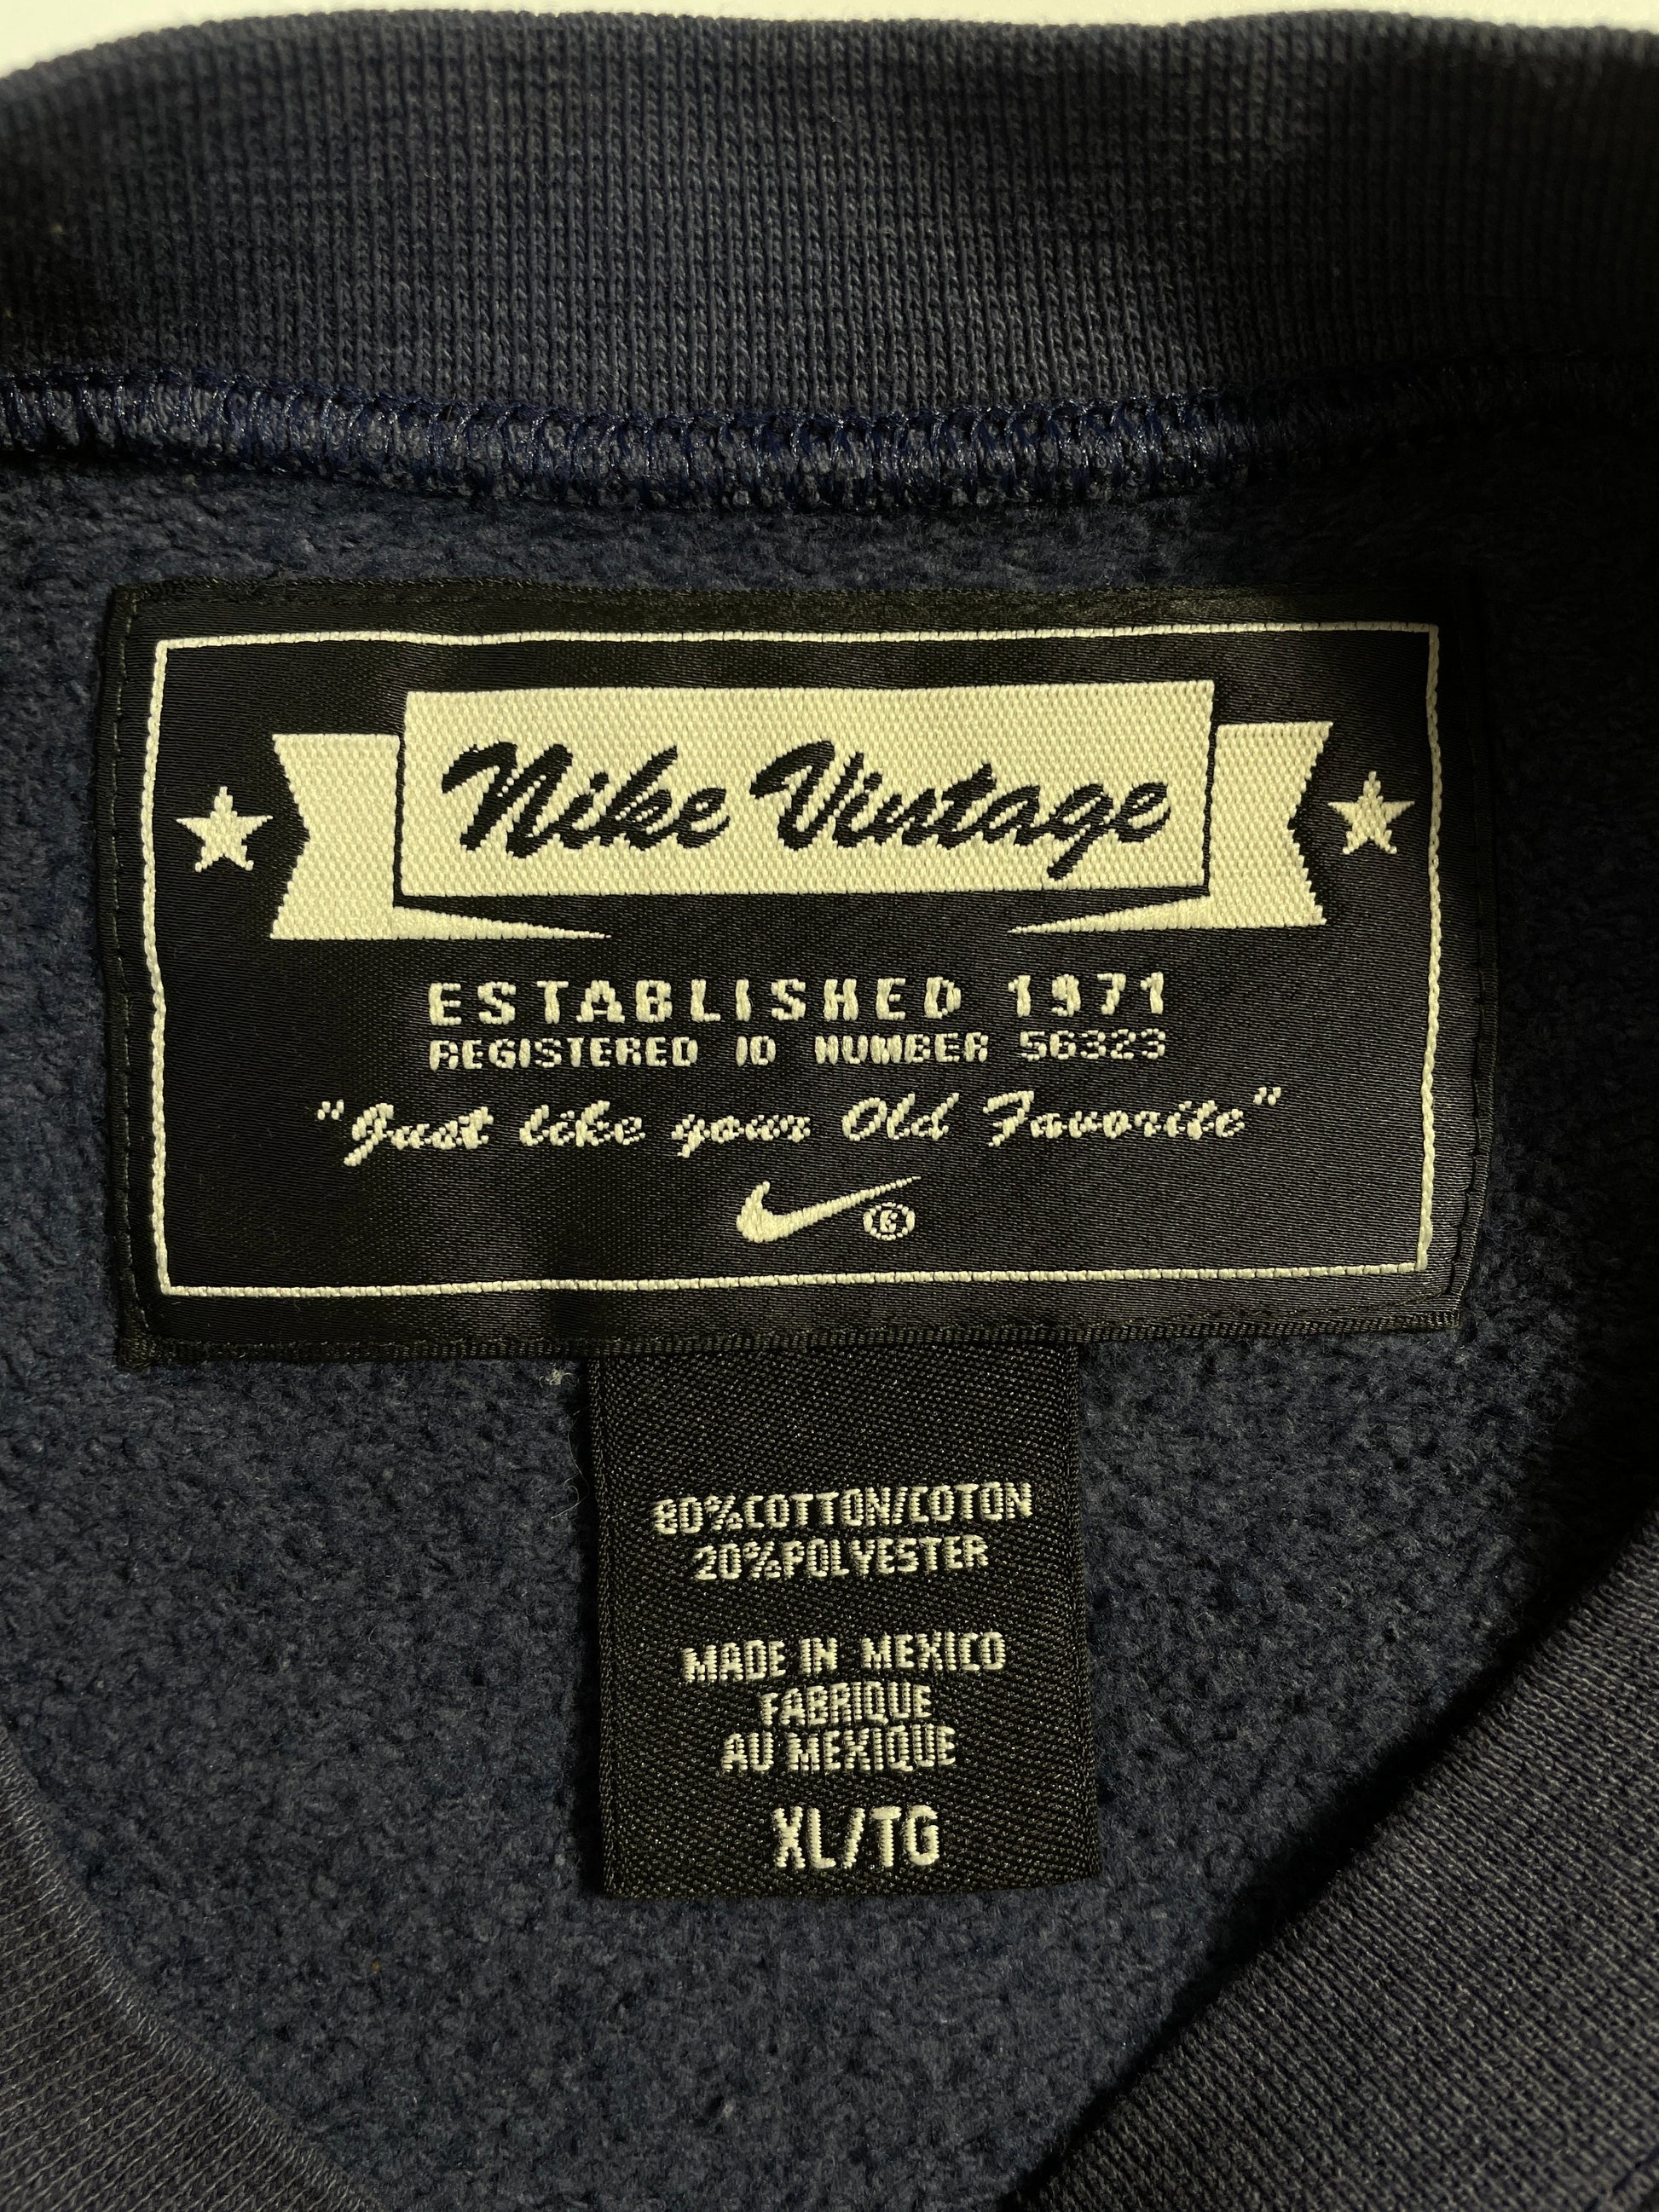 Nike Vintage
ESTABLISHED 1971
REGISTERED ID NUMBER 56323
"Just like your Old Favorite"
®
80%COTTON/COTON
20%POLYESTER
MADE IN MEXICO
FABRIQUE
AU MEXIQUE
XL/TG